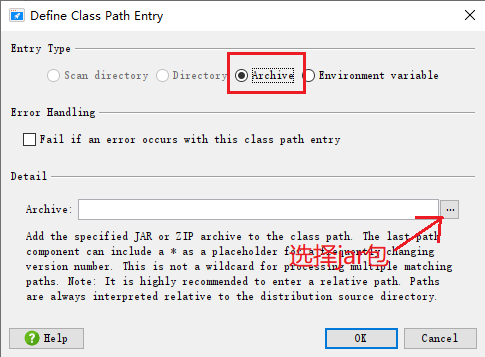 Define Class Path Entry
Entry Type
Scan directory Directory Archive Environment variable
Error Handling
Fail if an error occurs with this class path entry
Detail
Archive: ...
Add the specified JAR or ZIP archive to the class path. The last path
component can include a * as a placeholder for a frequently changing
version number. This is not a wildcard for processing multiple matching
paths. Note: It is highly recommended to enter a relative path. Paths
are always interpreted relative to the distribution source directory.
选择jar包
Help OK Cancel